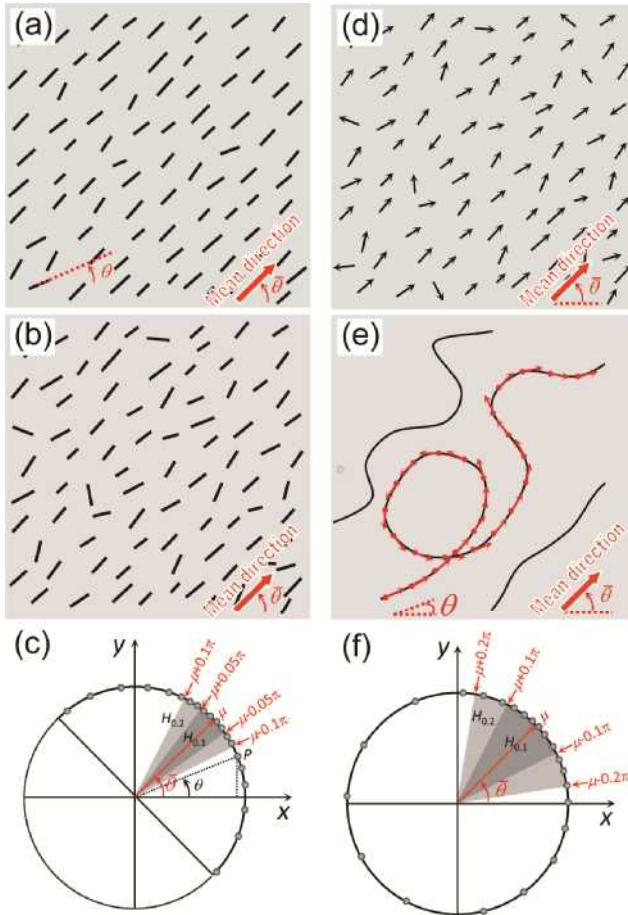 (a)
θ
Mean direction
θ̄
(d)
Mean direction
θ̄
(b)
Mean direction
θ̄
(e)
θ
Mean direction
θ̄
(c)
y
μ+0.1π
μ+0.05π
μ
μ-0.05π
μ-0.1π
H0.2
H0.1
P
θ̄
θ
x
(f)
y
μ+0.2π
μ+0.1π
μ
μ-0.1π
μ-0.2π
H0.2
H0.1
θ̄
x